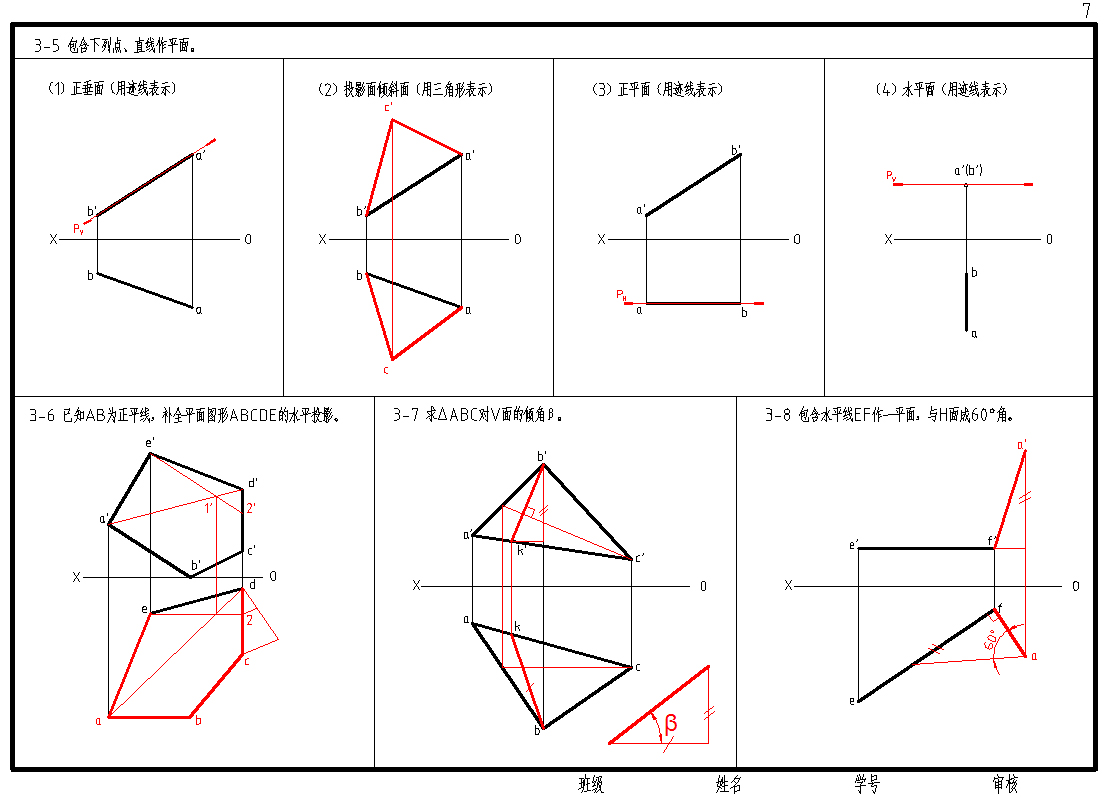 7
3-5 包含下列点、直线作平面。
(1) 正垂面(用迹线表示)
(2) 投影面倾斜面(用三角形表示)
(3) 正平面(用迹线表示)
(4) 水平面(用迹线表示)
a'
b'
PV
X
O
b
a
c'
a'
b'
X
O
b
a
c
b'
a'
X
O
PH
a
b
a'(b')
PV
X
O
b
a
3-6 已知AB为正平线,补全平面图形ABCDE的水平投影。
e'
d'
1'
2'
a'
c'
b'
X
O
d
e
2
c
a
b
3-7 求△ABC对V面的倾角β。
b'
a'
k'
c'
X
O
a
k
c
b
β
3-8 包含水平线EF作一平面,与H面成60°角。
a'
e'
f'
X
O
f
60°
a
e
班级 姓名 学号 审核